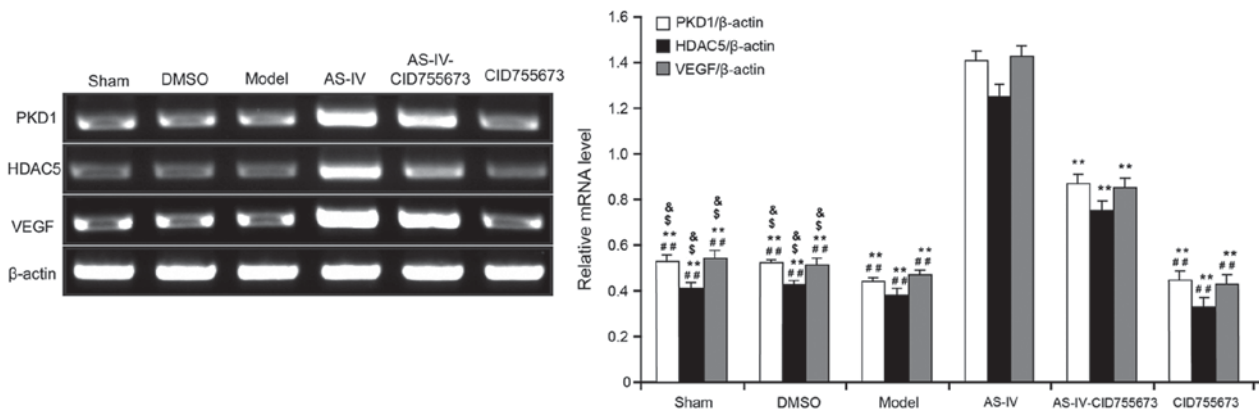 Sham DMSO Model AS-IV AS-IV-CID755673 CID755673
PKD1
HDAC5
VEGF
β-actin
Relative mRNA level
1.6
1.4
1.2
1.0
0.8
0.6
0.4
0.2
0
PKD1/β-actin
HDAC5/β-actin
VEGF/β-actin
& $ ** ##
& $ ** ##
& $ ** ##
& $ ** ##
& $ ** ##
& $ ** ##
** ##
** ##
** ##
**
**
**
** ##
** ##
** ##
Sham DMSO Model AS-IV AS-IV-CID755673 CID755673